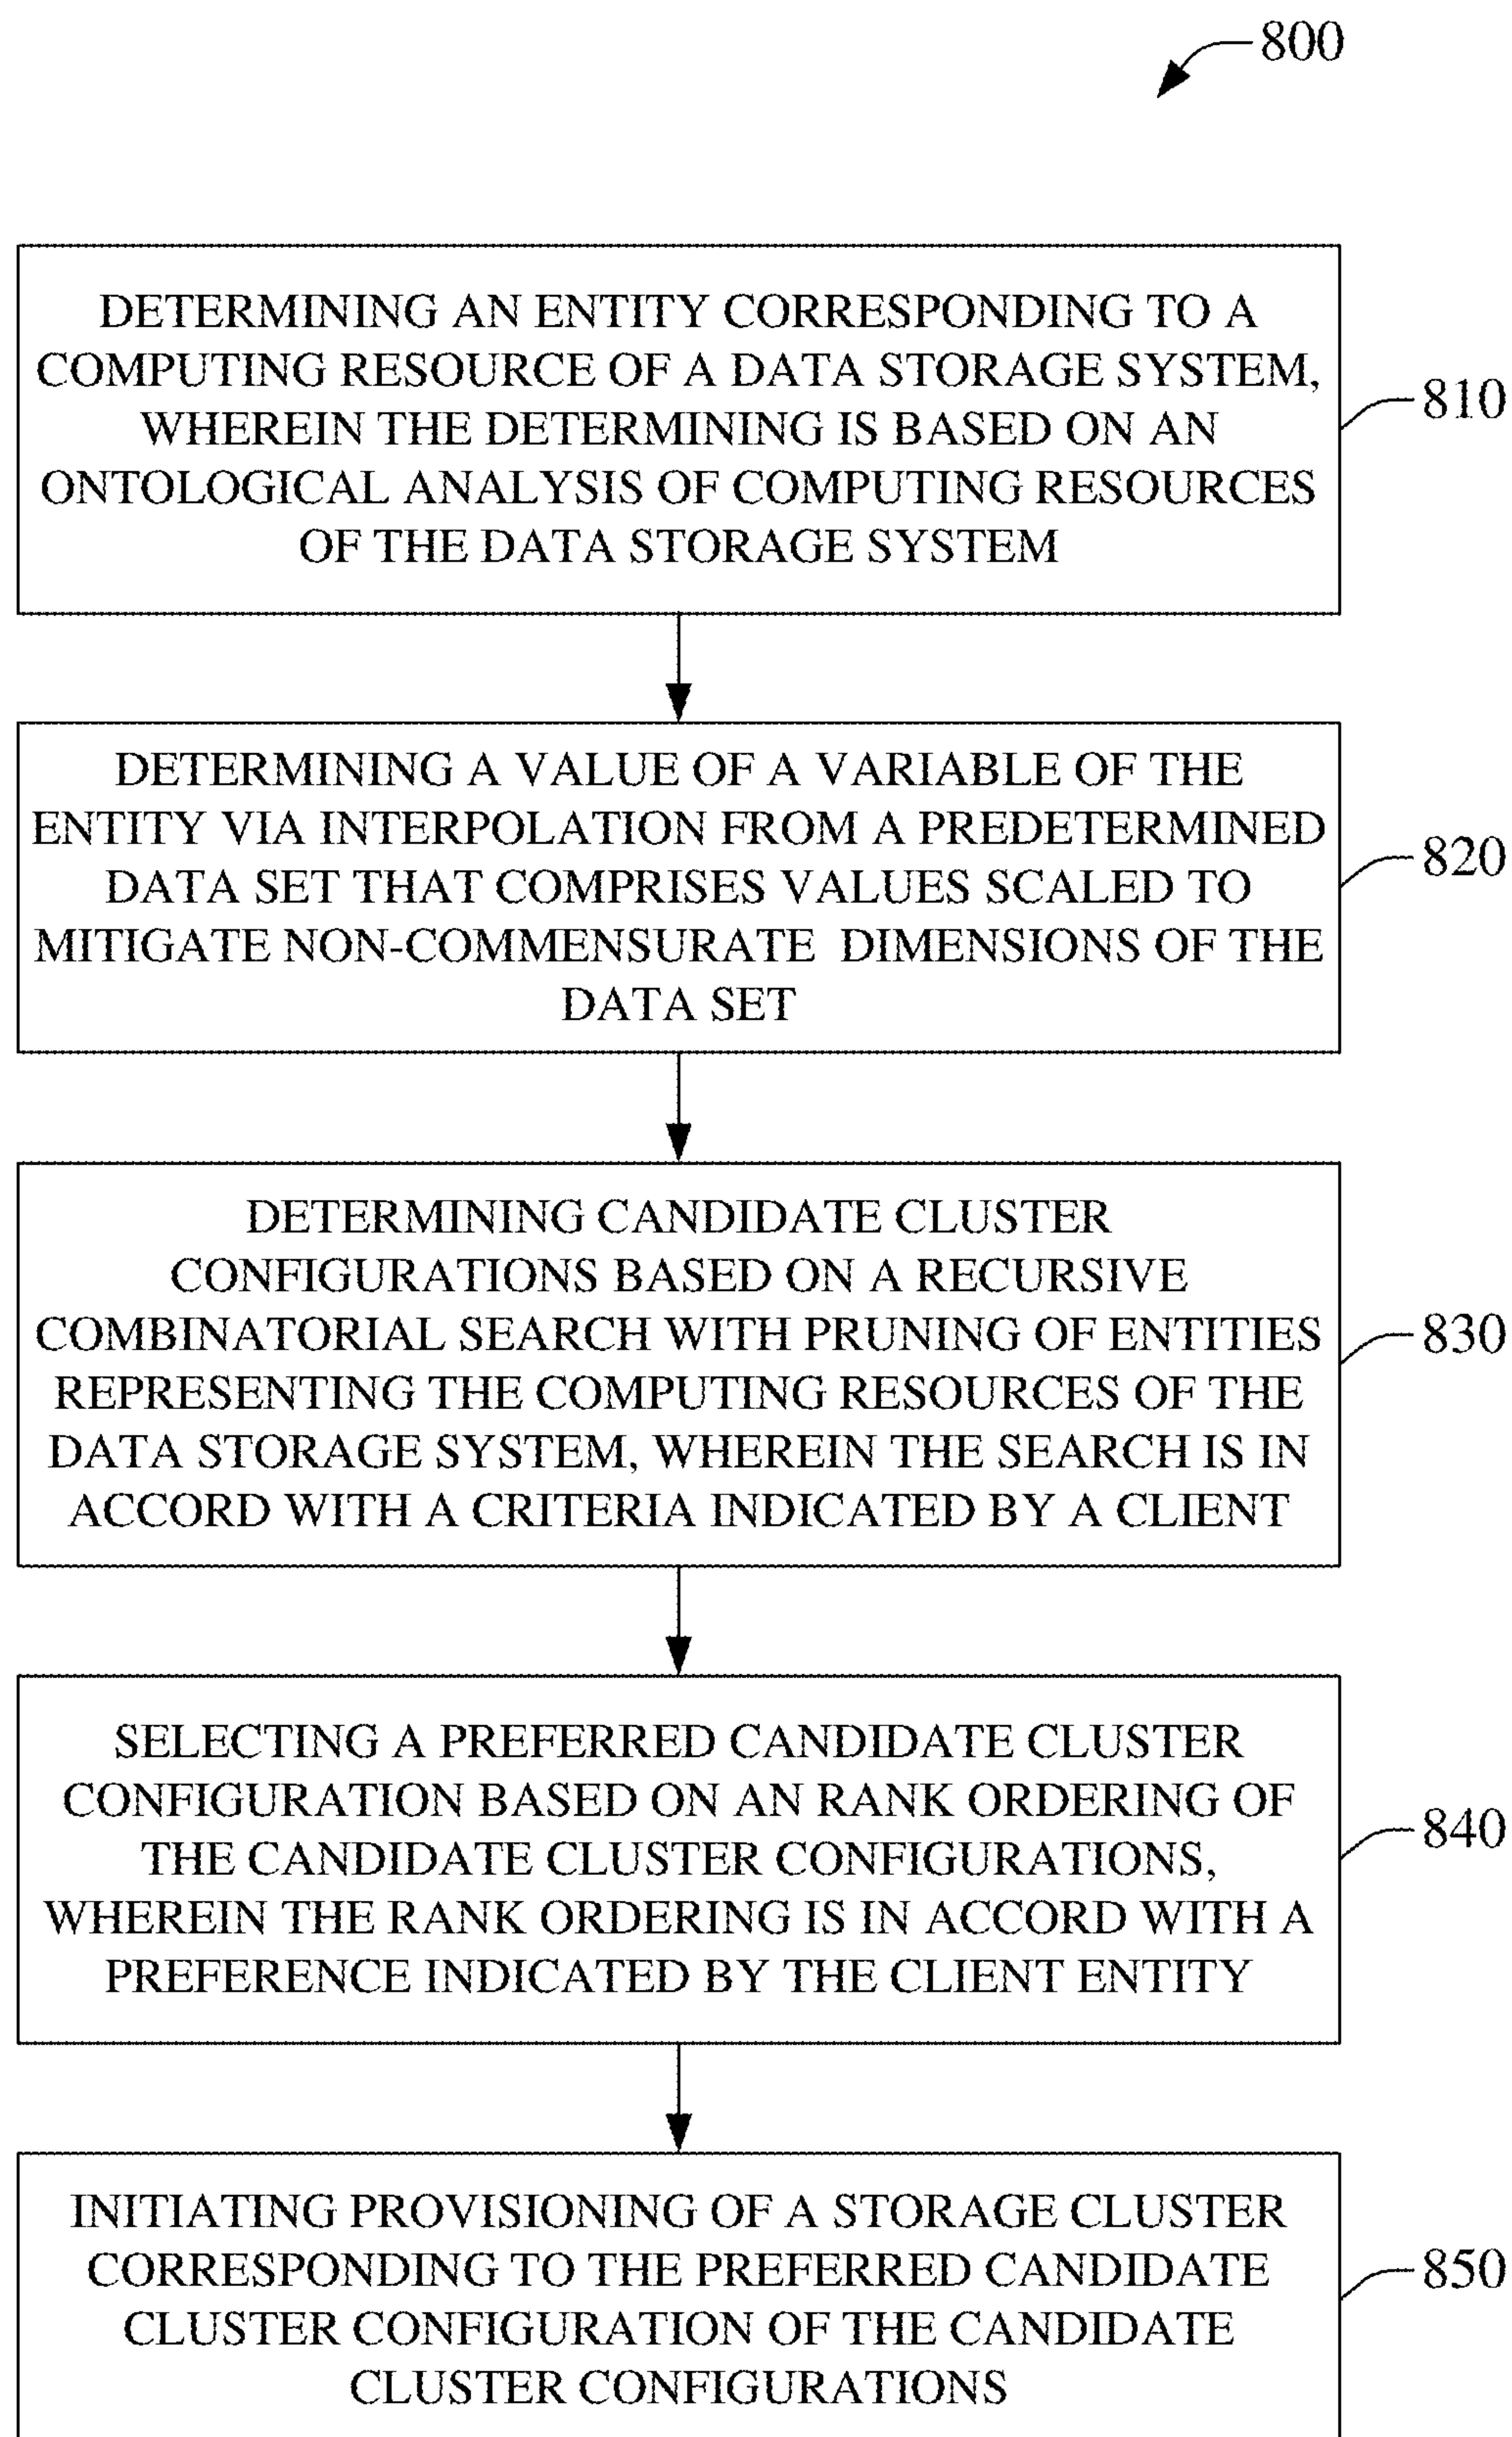 800
DETERMINING AN ENTITY CORRESPONDING TO A
COMPUTING RESOURCE OF A DATA STORAGE SYSTEM,
WHEREIN THE DETERMINING IS BASED ON AN
ONTOLOGICAL ANALYSIS OF COMPUTING RESOURCES
OF THE DATA STORAGE SYSTEM
810
DETERMINING A VALUE OF A VARIABLE OF THE
ENTITY VIA INTERPOLATION FROM A PREDETERMINED
DATA SET THAT COMPRISES VALUES SCALED TO
MITIGATE NON-COMMENSURATE DIMENSIONS OF THE
DATA SET
820
DETERMINING CANDIDATE CLUSTER
CONFIGURATIONS BASED ON A RECURSIVE
COMBINATORIAL SEARCH WITH PRUNING OF ENTITIES
REPRESENTING THE COMPUTING RESOURCES OF THE
DATA STORAGE SYSTEM, WHEREIN THE SEARCH IS IN
ACCORD WITH A CRITERIA INDICATED BY A CLIENT
830
SELECTING A PREFERRED CANDIDATE CLUSTER
CONFIGURATION BASED ON AN RANK ORDERING OF
THE CANDIDATE CLUSTER CONFIGURATIONS,
WHEREIN THE RANK ORDERING IS IN ACCORD WITH A
PREFERENCE INDICATED BY THE CLIENT ENTITY
840
INITIATING PROVISIONING OF A STORAGE CLUSTER
CORRESPONDING TO THE PREFERRED CANDIDATE
CLUSTER CONFIGURATION OF THE CANDIDATE
CLUSTER CONFIGURATIONS
850